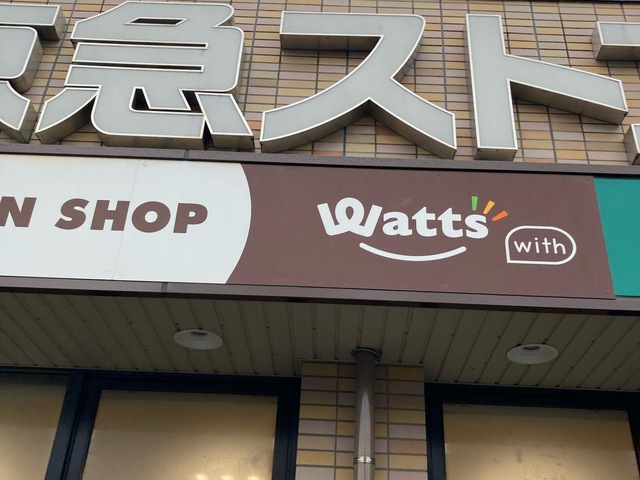 急スト
N SHOP
Watts
with